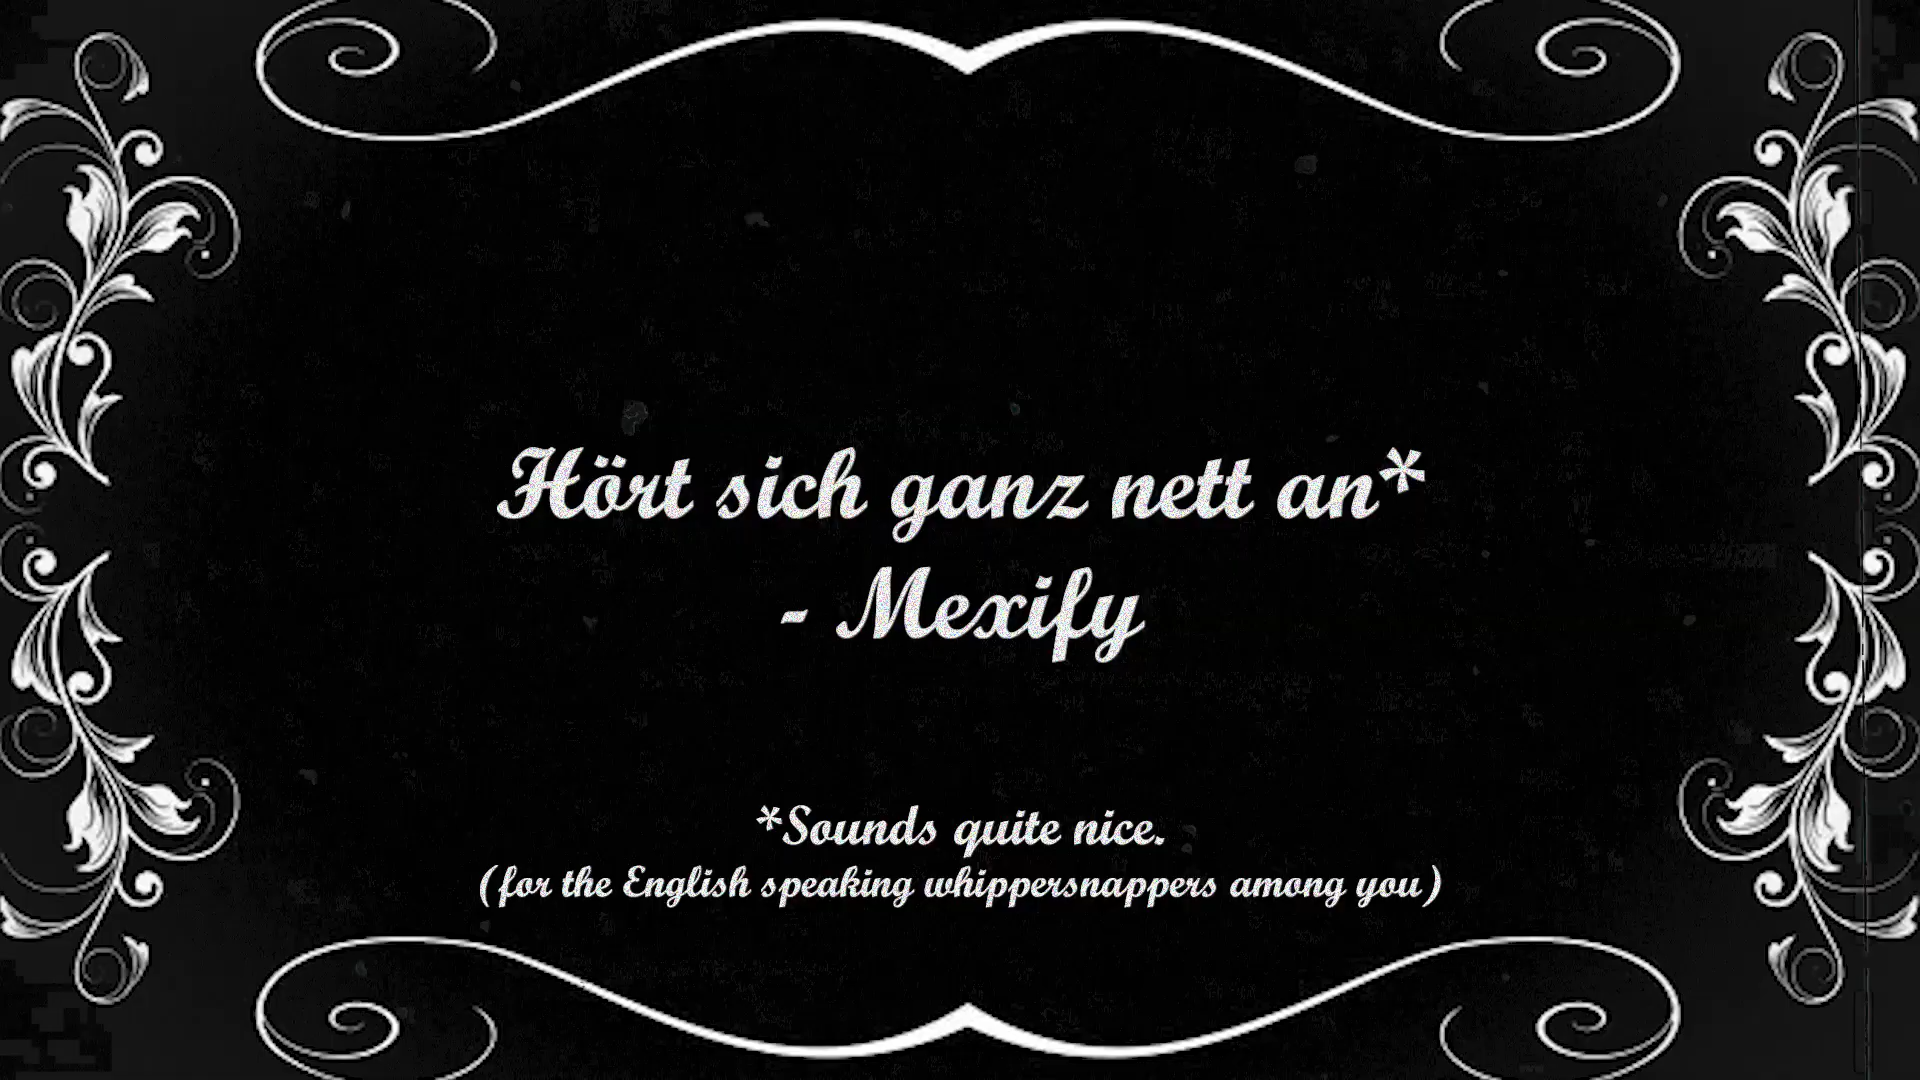 Hört sich ganz nett an*
- Mexify
*Sounds quite nice.
(for the English speaking whippersnappers among you)